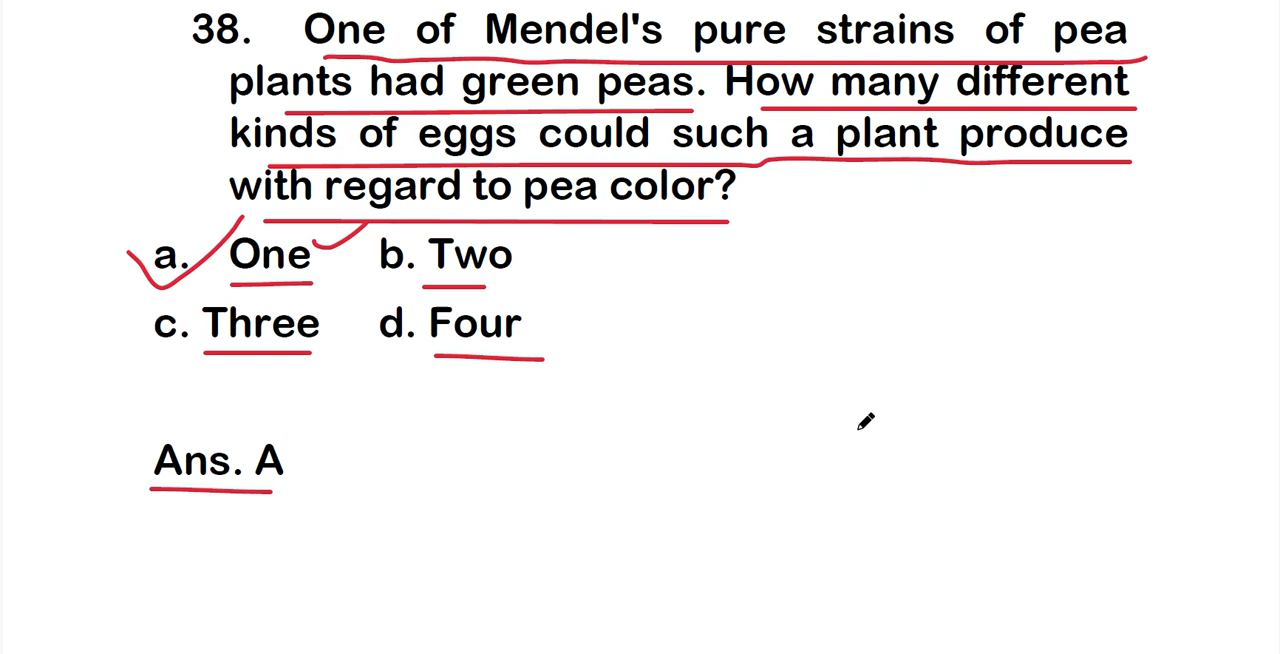 38. One of Mendel's pure strains of pea
plants had green peas. How many different
kinds of eggs could such a plant produce
with regard to pea color?
a. One b. Two
c. Three d. Four
Ans. A